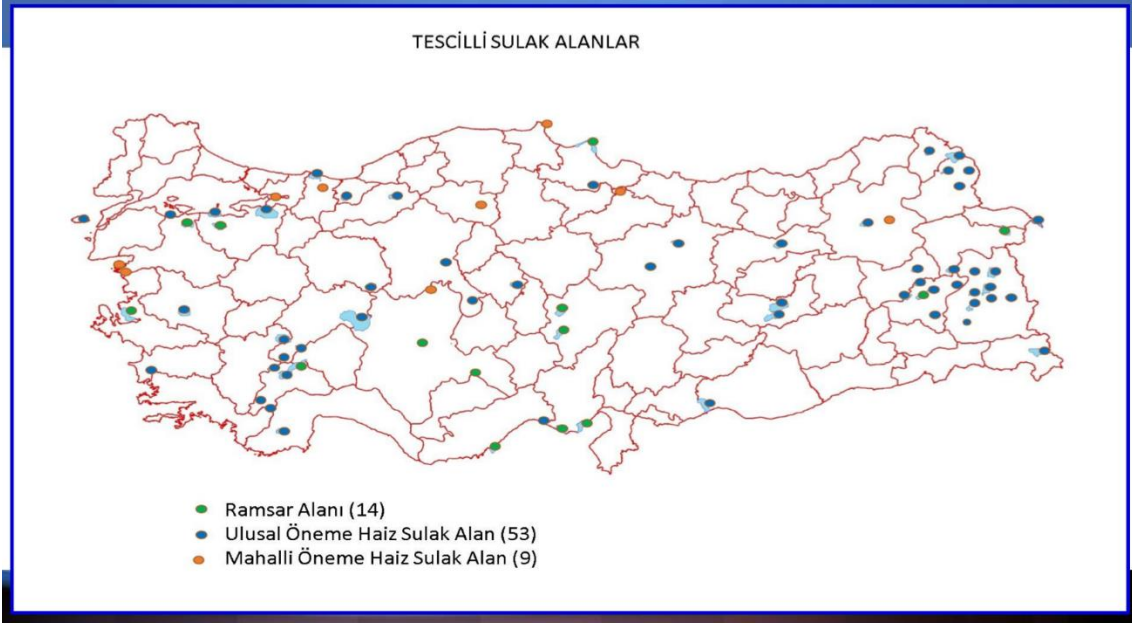 TESCİLLİ SULAK ALANLAR
Ramsar Alanı (14)
Ulusal Öneme Haiz Sulak Alan (53)
Mahalli Öneme Haiz Sulak Alan (9)